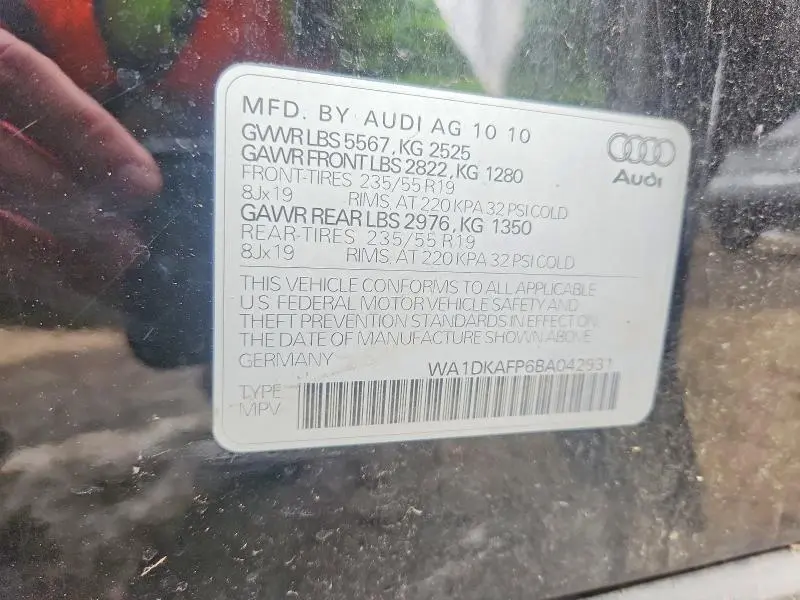 MFD. BY AUDI AG 10 10
GVWR LBS 5567, KG 2525
GAWR FRONT LBS 2822, KG 1280
FRONT-TIRES 235/55 R19
8Jx19 RIMS, AT 220 KPA 32 PSI COLD
GAWR REAR LBS 2976, KG 1350
REAR-TIRES 235/55 R19
8Jx19 RIMS, AT 220 KPA 32 PSI COLD
Audi
THIS VEHICLE CONFORMS TO ALL APPLICABLE
U.S. FEDERAL MOTOR VEHICLE SAFETY AND
THEFT PREVENTION STANDARDS IN EFFECT ON
THE DATE OF MANUFACTURE SHOWN ABOVE
GERMANY WA1DKAFP6BA042931
TYPE
MPV